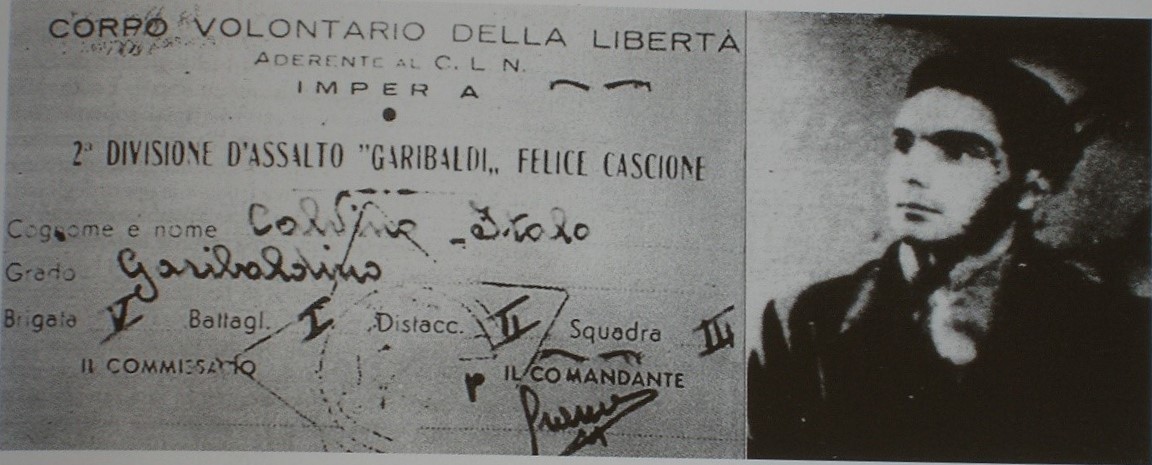 CORPO VOLONTARIO DELLA LIBERTÀ
ADERENTE AL C. L. N.
IMPERIA
2ª DIVISIONE D'ASSALTO "GARIBALDI„ FELICE CASCIONE
Cognome e nome Calvino - Italo
Grado Garibaldino
Brigata V Battagl. I Distacc. II Squadra III
IL COMMISSARIO
p IL COMANDANTE